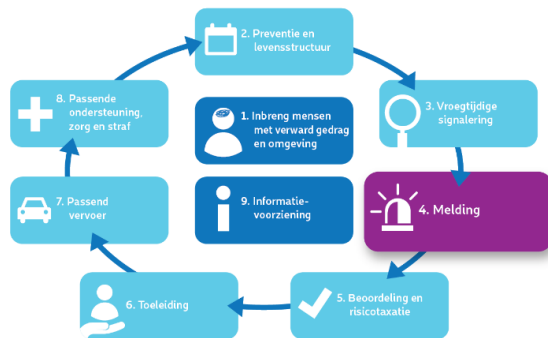 2. Preventie en
levensstructuur
8. Passende
ondersteuning,
zorg en straf
1. Inbreng mensen
met verward gedrag
en omgeving
3. Vroegtijdige
signalering
7. Passend
vervoer
9. Informatie-
voorziening
4. Melding
6. Toeleiding
5. Beoordeling en
risicotaxatie